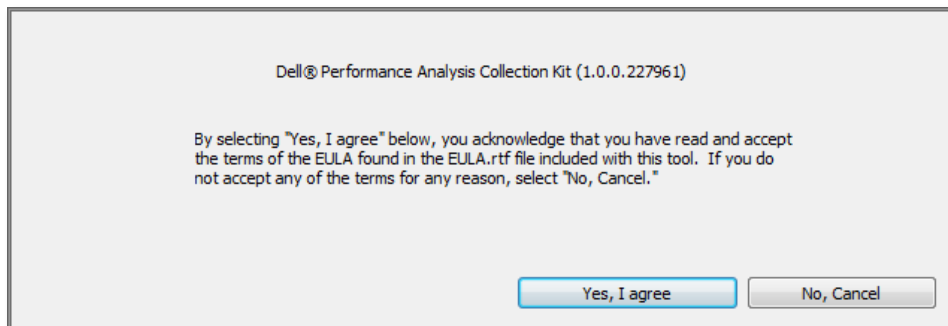 Dell® Performance Analysis Collection Kit (1.0.0.227961)
By selecting "Yes, I agree" below, you acknowledge that you have read and accept
the terms of the EULA found in the EULA.rtf file included with this tool.  If you do
not accept any of the terms for any reason, select "No, Cancel."
Yes, I agree
No, Cancel